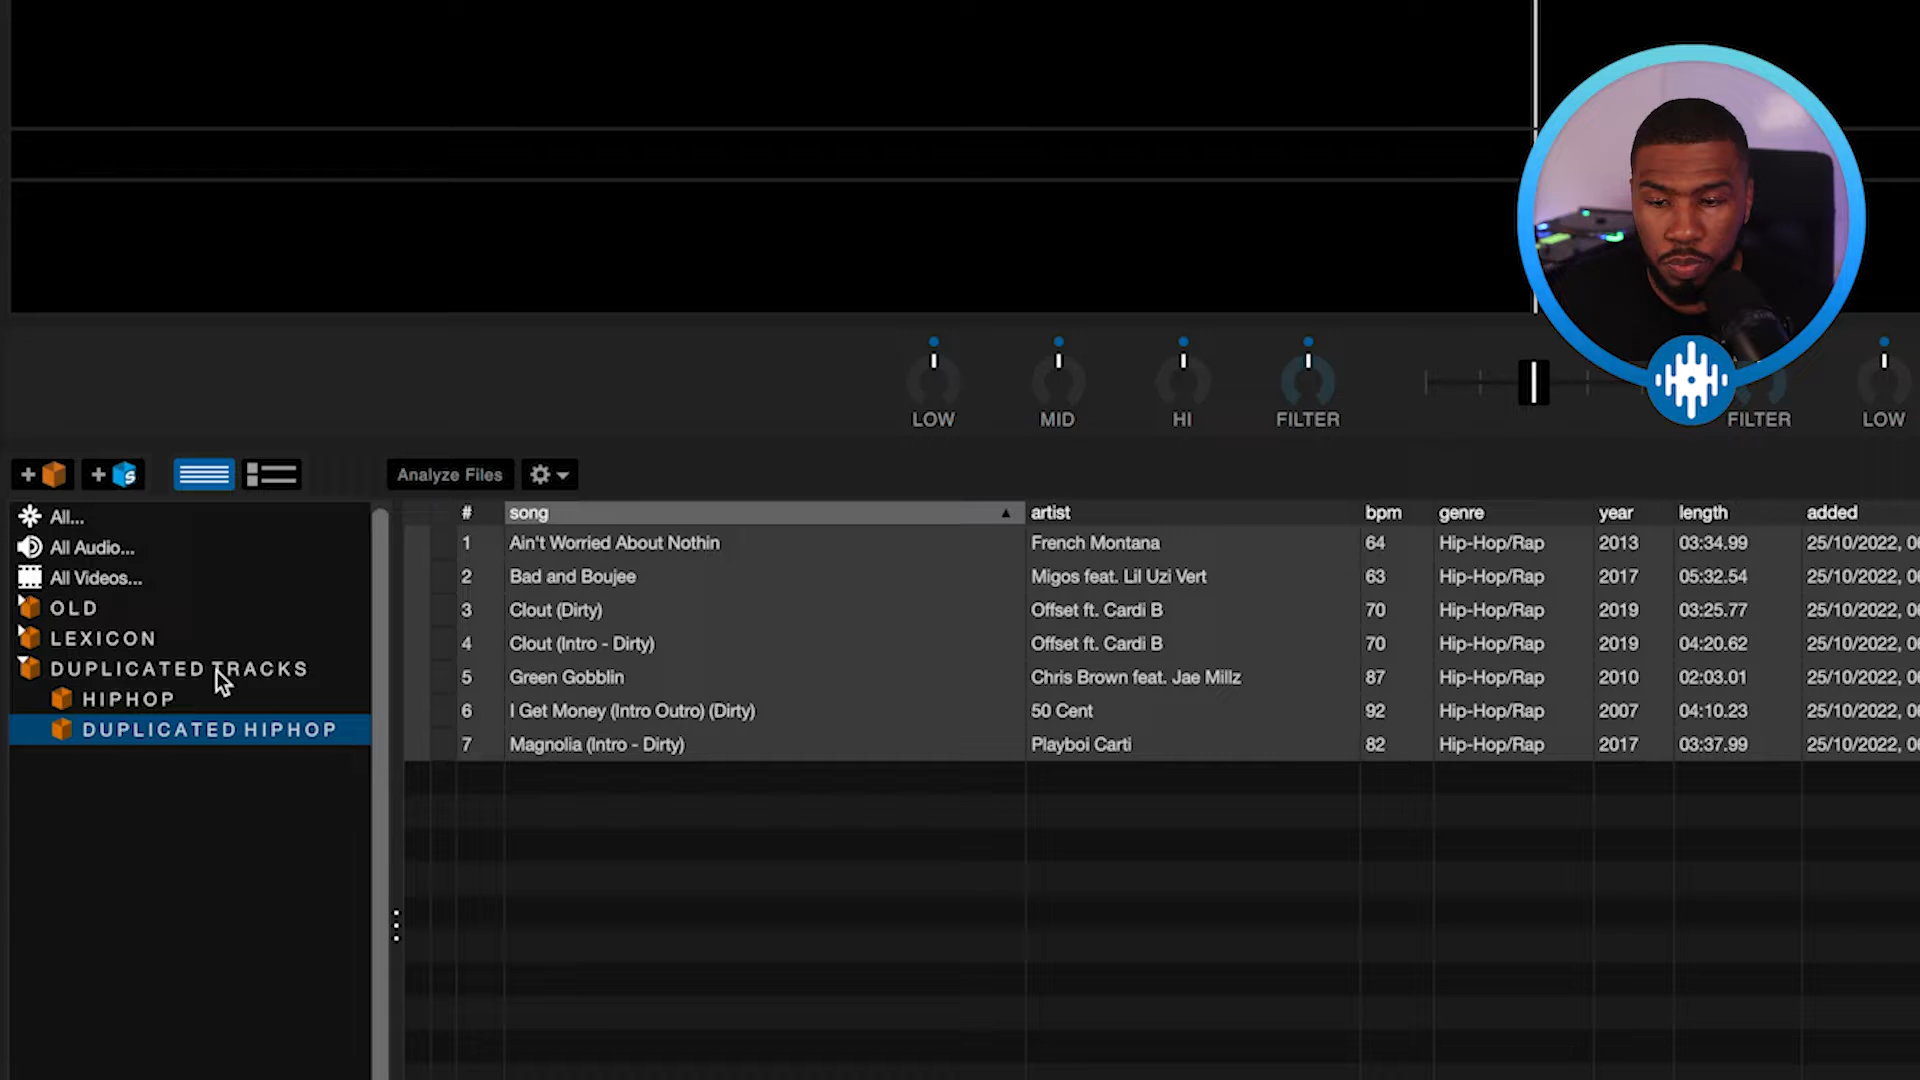 LOW MID HI FILTER FILTER LOW
+ + S Analyze Files
All...
All Audio...
All Videos...
OLD
LEXICON
DUPLICATED TRACKS
HIPHOP
DUPLICATED HIPHOP
# song artist bpm genre year length added
1 Ain't Worried About Nothin French Montana 64 Hip-Hop/Rap 2013 03:34.99 25/10/2022, 0
2 Bad and Boujee Migos feat. Lil Uzi Vert 63 Hip-Hop/Rap 2017 05:32.54 25/10/2022, 0
3 Clout (Dirty) Offset ft. Cardi B 70 Hip-Hop/Rap 2019 03:25.77 25/10/2022, 0
4 Clout (Intro - Dirty) Offset ft. Cardi B 70 Hip-Hop/Rap 2019 04:20.62 25/10/2022, 0
5 Green Gobblin Chris Brown feat. Jae Millz 87 Hip-Hop/Rap 2010 02:03.01 25/10/2022, 0
6 I Get Money (Intro Outro) (Dirty) 50 Cent 92 Hip-Hop/Rap 2007 04:10.23 25/10/2022, 0
7 Magnolia (Intro - Dirty) Playboi Carti 82 Hip-Hop/Rap 2017 03:37.99 25/10/2022, 0